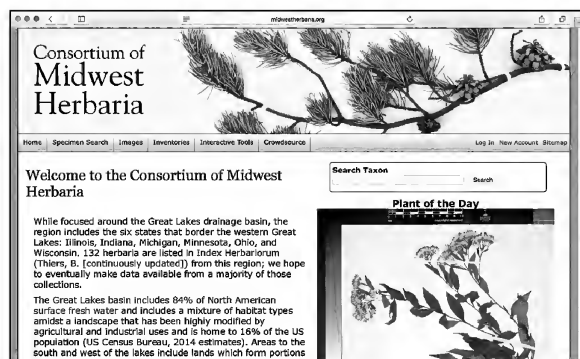 midwestherbaria.org
Consortium of
Midwest
Herbaria
Home Specimen Search Images Inventories Interactive Tools Crowdsource Log In New Account Sitemap
Welcome to the Consortium of Midwest
Herbaria
While focused around the Great Lakes drainage basin, the
region includes the six states that border the western Great
Lakes: Illinois, Indiana, Michigan, Minnesota, Ohio, and
Wisconsin. 132 herbaria are listed in Index Herbariorum
(Thiers, B. [continuously updated]) from this region; we hope
to eventually make data available from a majority of those
collections.
The Great Lakes basin includes 84% of North American
surface fresh water and includes a mixture of habitat types
amidst a landscape that has been highly modified by
agricultural and industrial uses and is home to 16% of the US
population (US Census Bureau, 2014 estimates). Areas to the
south and west of the lakes include lands which form portions
Search Taxon
Search
Plant of the Day